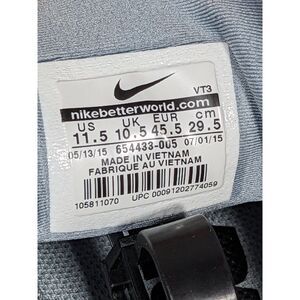 VT3
nikebetterworld.com
US UK EUR cm
11.5 10.5 45.5 29.5
05/13/15 654433-005 07/01/15
MADE IN VIETNAM
FABRIQUE AU VIETNAM
105811070 UPC 00091202774059